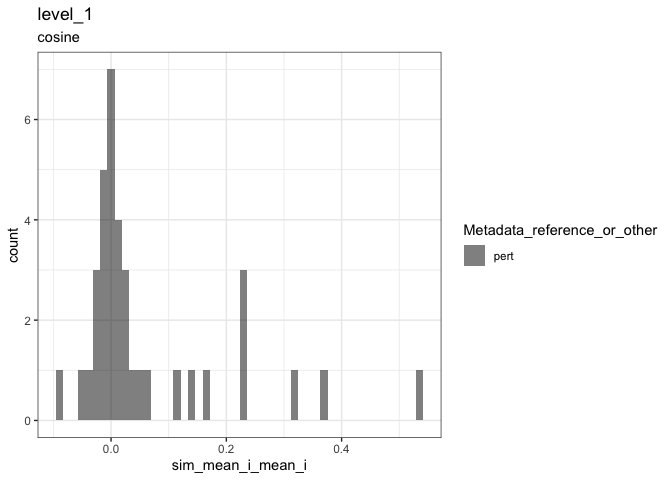 level_1
cosine
6
4
2
0
count
0.0
0.2
0.4
sim_mean_i_mean_i
Metadata_reference_or_other
pert